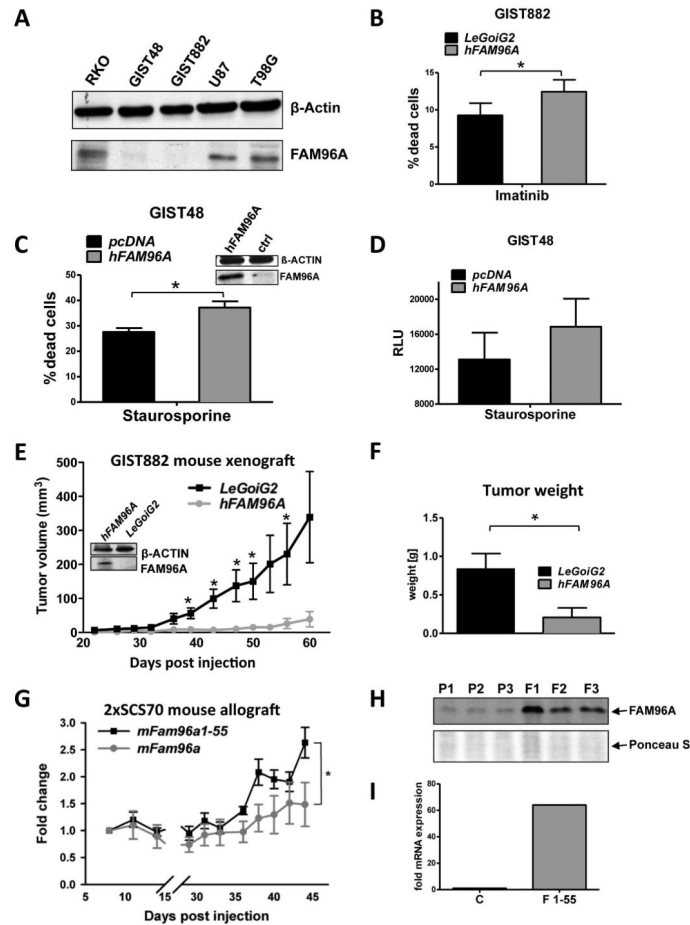 A
RKO GIST48 GIST882 U87 T98G
β-Actin
FAM96A
B
GIST882
LeGoiG2
hFAM96A
*
% dead cells
15
10
5
0
Imatinib
C
GIST48
pcDNA
hFAM96A
hFAM96A ctrl
ß-ACTIN
FAM96A
*
% dead cells
50
40
30
20
10
0
Staurosporine
D
GIST48
pcDNA
hFAM96A
RLU
20000
16000
12000
8000
Staurosporine
E
GIST882 mouse xenograft
LeGoiG2
hFAM96A
hFAM96A LeGoiG2
β-ACTIN
FAM96A
* * * * *
Tumor volume (mm³)
500
400
300
200
100
0
20 30 40 50 60
Days post injection
F
Tumor weight
*
LeGoiG2
hFAM96A
weight [g]
1.5
1.0
0.5
0.0
G
2xSCS70 mouse allograft
mFam96a1-55
mFam96a
*
Fold change
3.0
2.5
2.0
1.5
1.0
0.5
0.0
5 10 15 30 35 40 45
Days post injection
H
P1 P2 P3 F1 F2 F3
FAM96A
Ponceau S
I
fold mRNA expression
80
60
40
20
0
C F 1-55